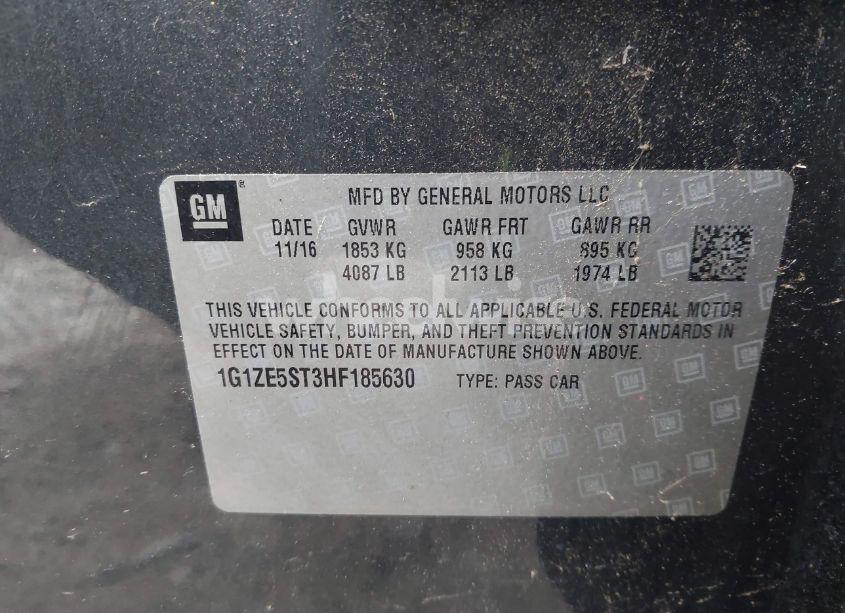 GM
MFD BY GENERAL MOTORS LLC
DATE GVWR GAWR FRT GAWR RR
11/16 1853 KG 958 KG 895 KG
4087 LB 2113 LB 1974 LB
THIS VEHICLE CONFORMS TO ALL APPLICABLE U.S. FEDERAL MOTOR
VEHICLE SAFETY, BUMPER, AND THEFT PREVENTION STANDARDS IN
EFFECT ON THE DATE OF MANUFACTURE SHOWN ABOVE.
1G1ZE5ST3HF185630 TYPE: PASS CAR